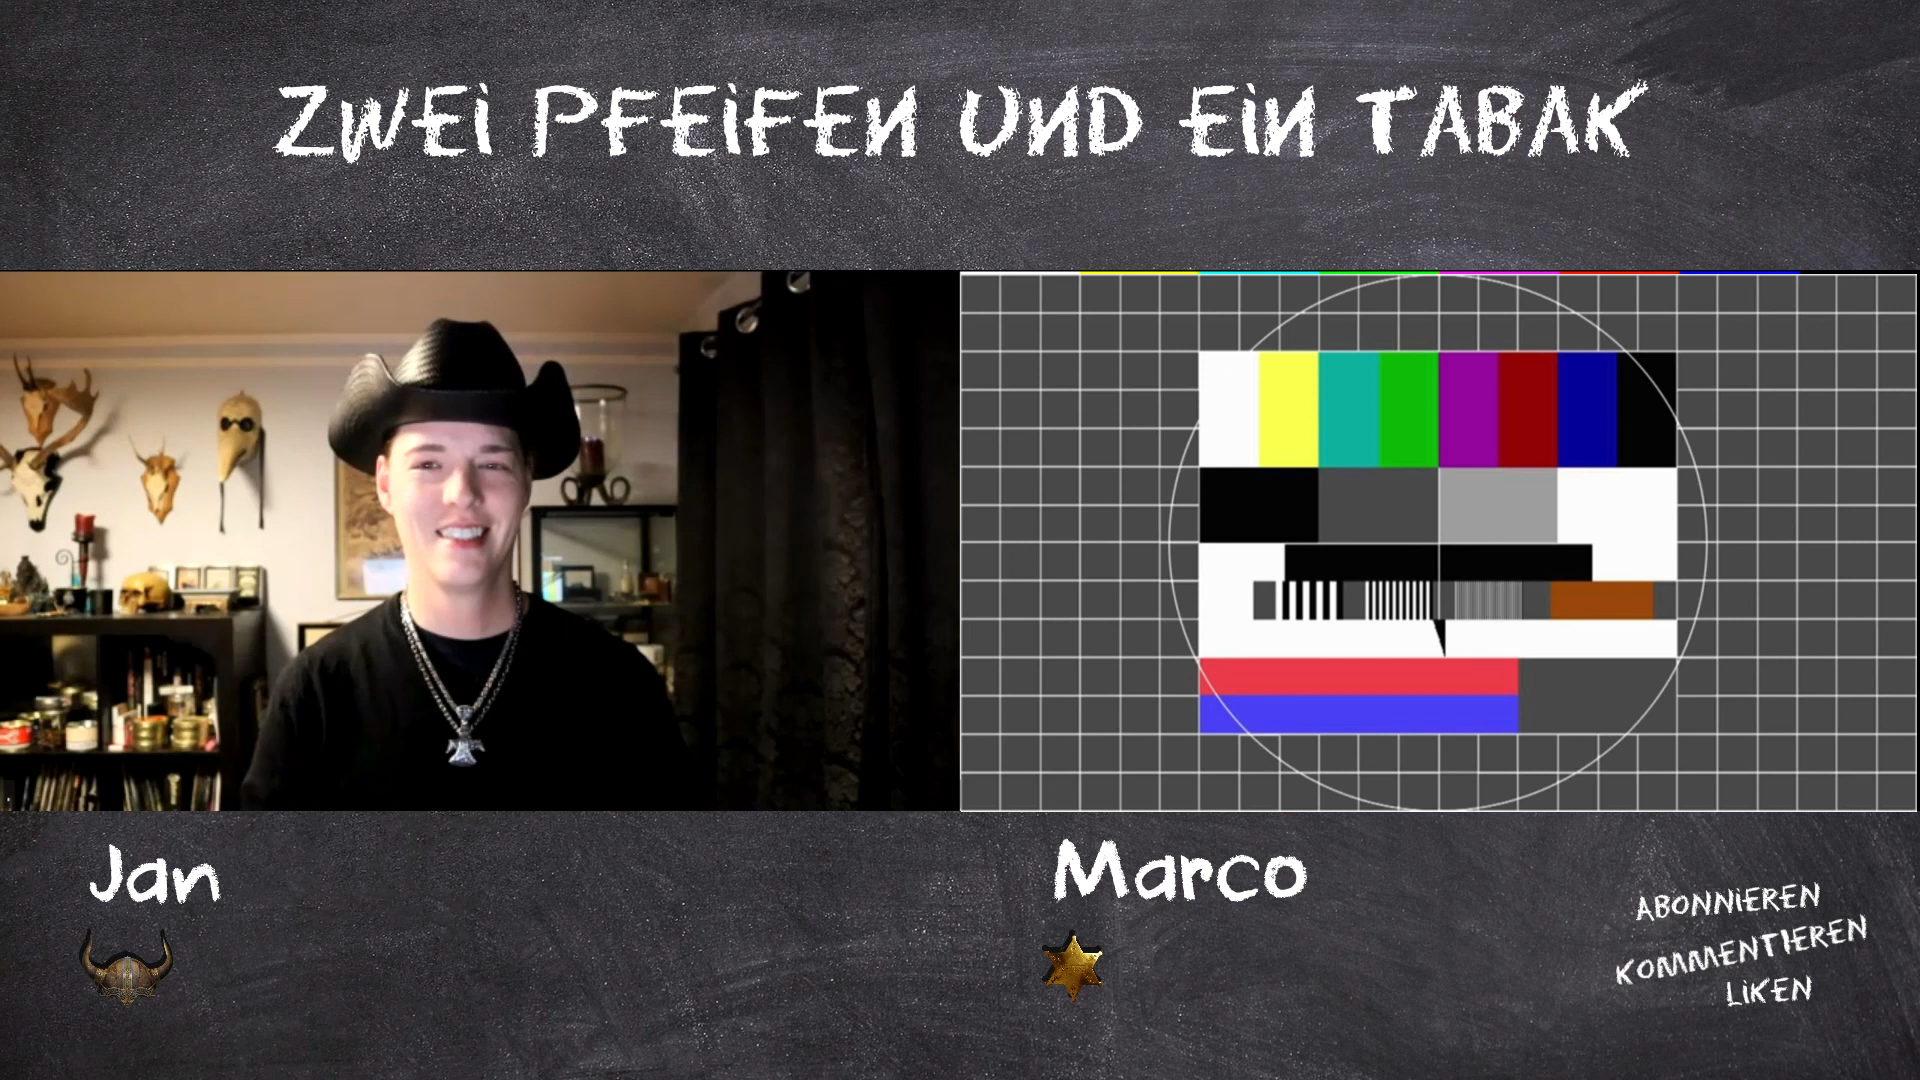 ZWEI PFEIFEN UND EIN TABAK
Jan
Marco
ABONNIEREN
KOMMENTIEREN
LIKEN